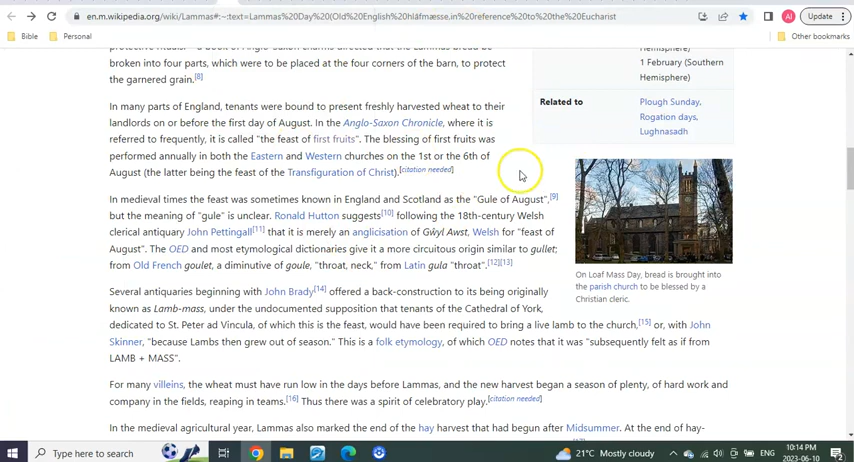 en.m.wikipedia.org/wiki/Lammas#:~:text=Lammas%20Day%20(Old%20English%20hlāfmæsse,in%20reference%20to%20the%20Eucharist
AI
Update
Bible
Personal
Other bookmarks
broken into four parts, which were to be placed at the four corners of the barn, to protect
the garnered grain.[8]
In many parts of England, tenants were bound to present freshly harvested wheat to their
landlords on or before the first day of August. In the Anglo-Saxon Chronicle, where it is
referred to frequently, it is called "the feast of first fruits". The blessing of first fruits was
performed annually in both the Eastern and Western churches on the 1st or the 6th of
August (the latter being the feast of the Transfiguration of Christ).[citation needed]
In medieval times the feast was sometimes known in England and Scotland as the "Gule of August",[9]
but the meaning of "gule" is unclear. Ronald Hutton suggests[10] following the 18th-century Welsh
clerical antiquary John Pettingall[11] that it is merely an anglicisation of Gŵyl Awst, Welsh for "feast of
August". The OED and most etymological dictionaries give it a more circuitous origin similar to gullet;
from Old French goulet, a diminutive of goule, "throat, neck," from Latin gula "throat".[12][13]
Several antiquaries beginning with John Brady[14] offered a back-construction to its being originally
known as Lamb-mass, under the undocumented supposition that tenants of the Cathedral of York,
dedicated to St. Peter ad Vincula, of which this is the feast, would have been required to bring a live lamb to the church,[15] or, with John
Skinner, "because Lambs then grew out of season." This is a folk etymology, of which OED notes that it was "subsequently felt as if from
LAMB + MASS".
For many villeins, the wheat must have run low in the days before Lammas, and the new harvest began a season of plenty, of hard work and
company in the fields, reaping in teams.[16] Thus there was a spirit of celebratory play.[citation needed]
In the medieval agricultural year, Lammas also marked the end of the hay harvest that had begun after Midsummer. At the end of hay-
Hemisphere)
1 February (Southern
Hemisphere)
Related to
Plough Sunday,
Rogation days,
Lughnasadh
On Loaf Mass Day, bread is brought into
the parish church to be blessed by a
Christian cleric.
Type here to search
21°C Mostly cloudy
ENG
10:14 PM
2023-06-10
2